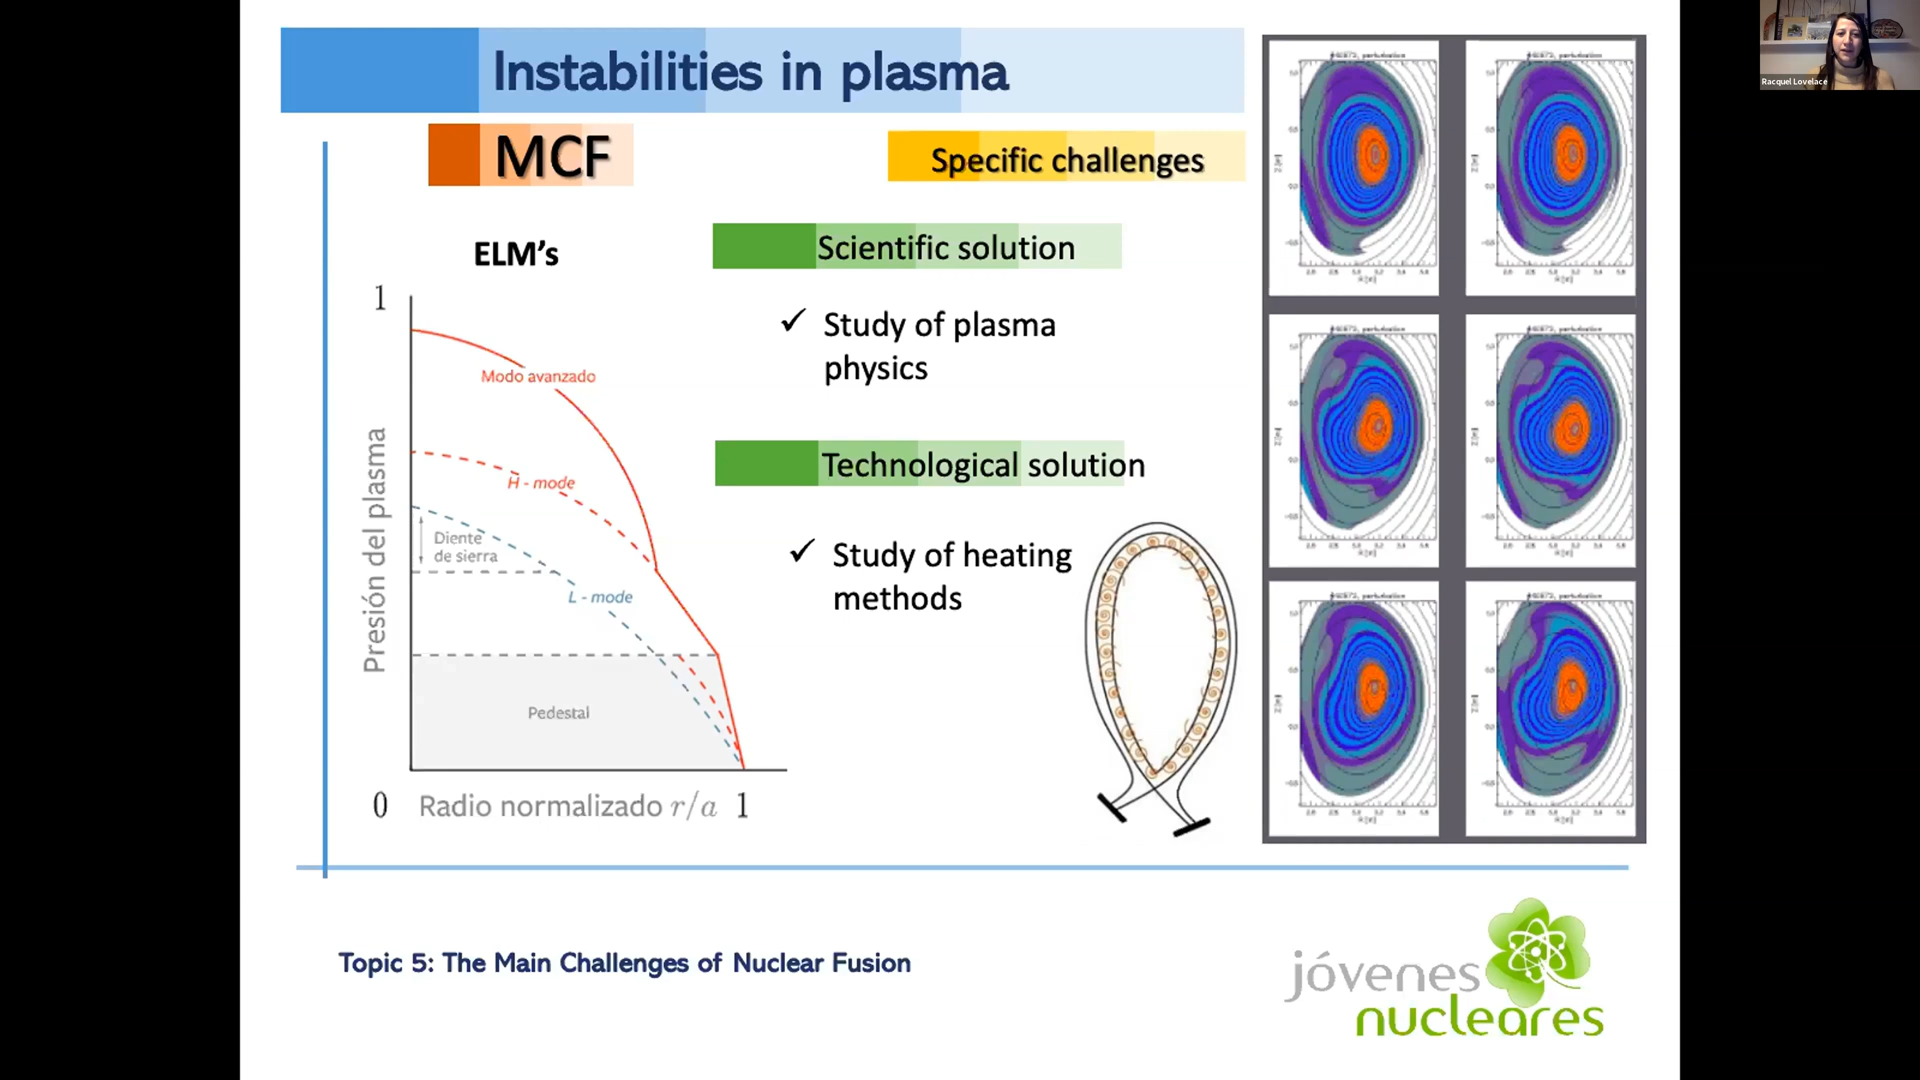 Instabilities in plasma
MCF
Specific challenges
ELM's
Scientific solution
✓ Study of plasma
physics
Technological solution
✓ Study of heating
methods
1
Modo avanzado
H - mode
Diente
de sierra
L - mode
Pedestal
Presión del plasma
0
Radio normalizado r/a
1
Topic 5: The Main Challenges of Nuclear Fusion
jóvenes
nucleares
Racquel Lovelace